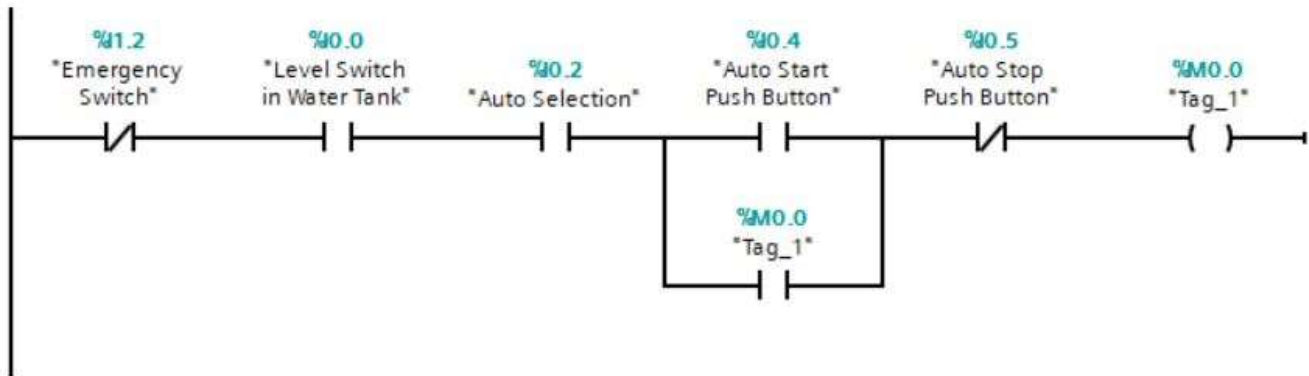 %I1.2
"Emergency
Switch"
%I0.0
"Level Switch
in Water Tank"
%I0.2
"Auto Selection"
%I0.4
"Auto Start
Push Button"
%I0.5
"Auto Stop
Push Button"
%M0.0
"Tag_1"
%M0.0
"Tag_1"